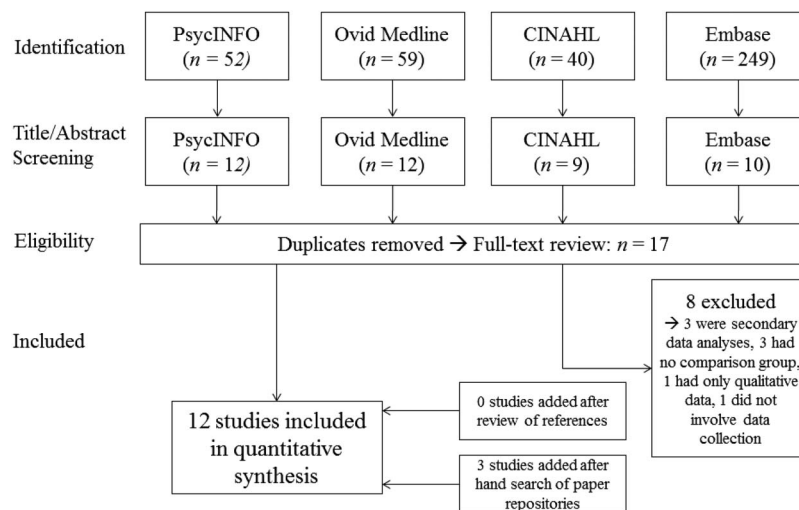 Identification
PsycINFO
(n = 52)
Ovid Medline
(n = 59)
CINAHL
(n = 40)
Embase
(n = 249)
Title/Abstract
Screening
PsycINFO
(n = 12)
Ovid Medline
(n = 12)
CINAHL
(n = 9)
Embase
(n = 10)
Eligibility
Duplicates removed → Full-text review: n = 17
Included
8 excluded
→ 3 were secondary
data analyses, 3 had
no comparison group,
1 had only qualitative
data, 1 did not
involve data
collection
12 studies included
in quantitative
synthesis
0 studies added after
review of references
3 studies added after
hand search of paper
repositories